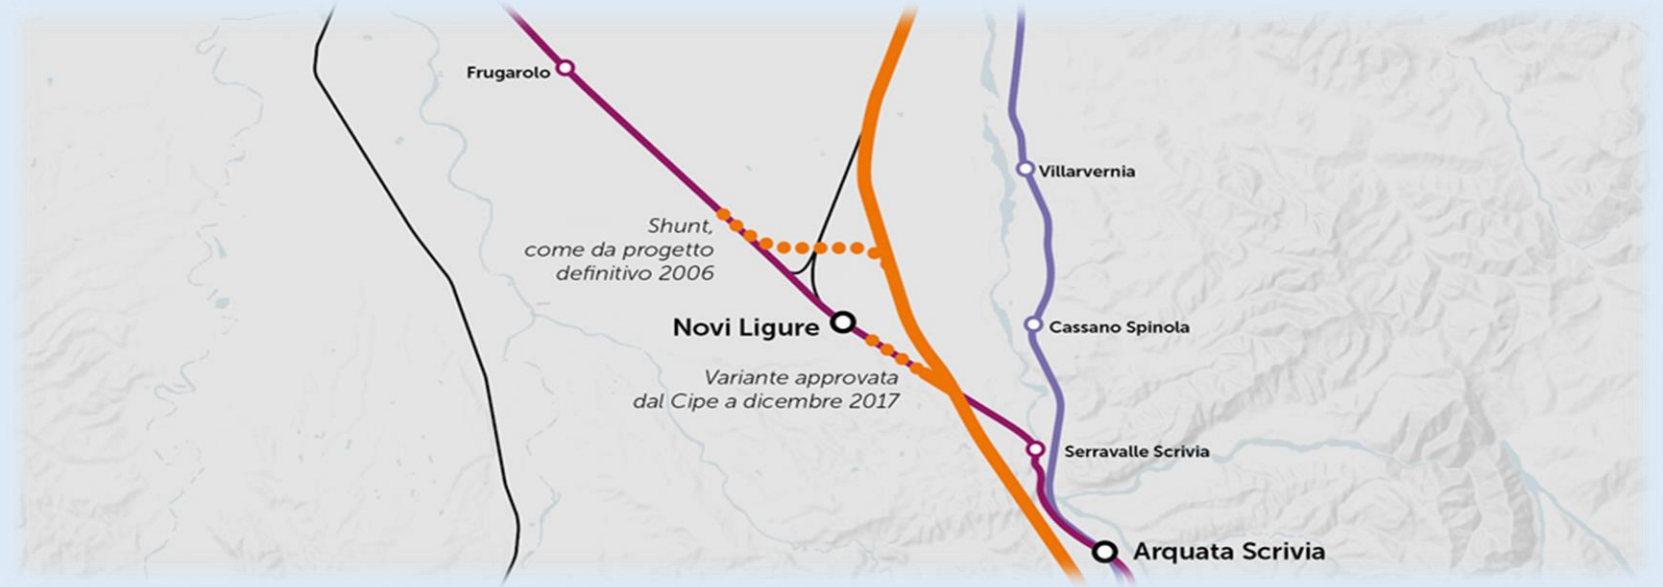 Frugarolo
Villarvernia
Shunt,
come da progetto
definitivo 2006
Novi Ligure
Cassano Spinola
Variante approvata
dal Cipe a dicembre 2017
Serravalle Scrivia
Arquata Scrivia